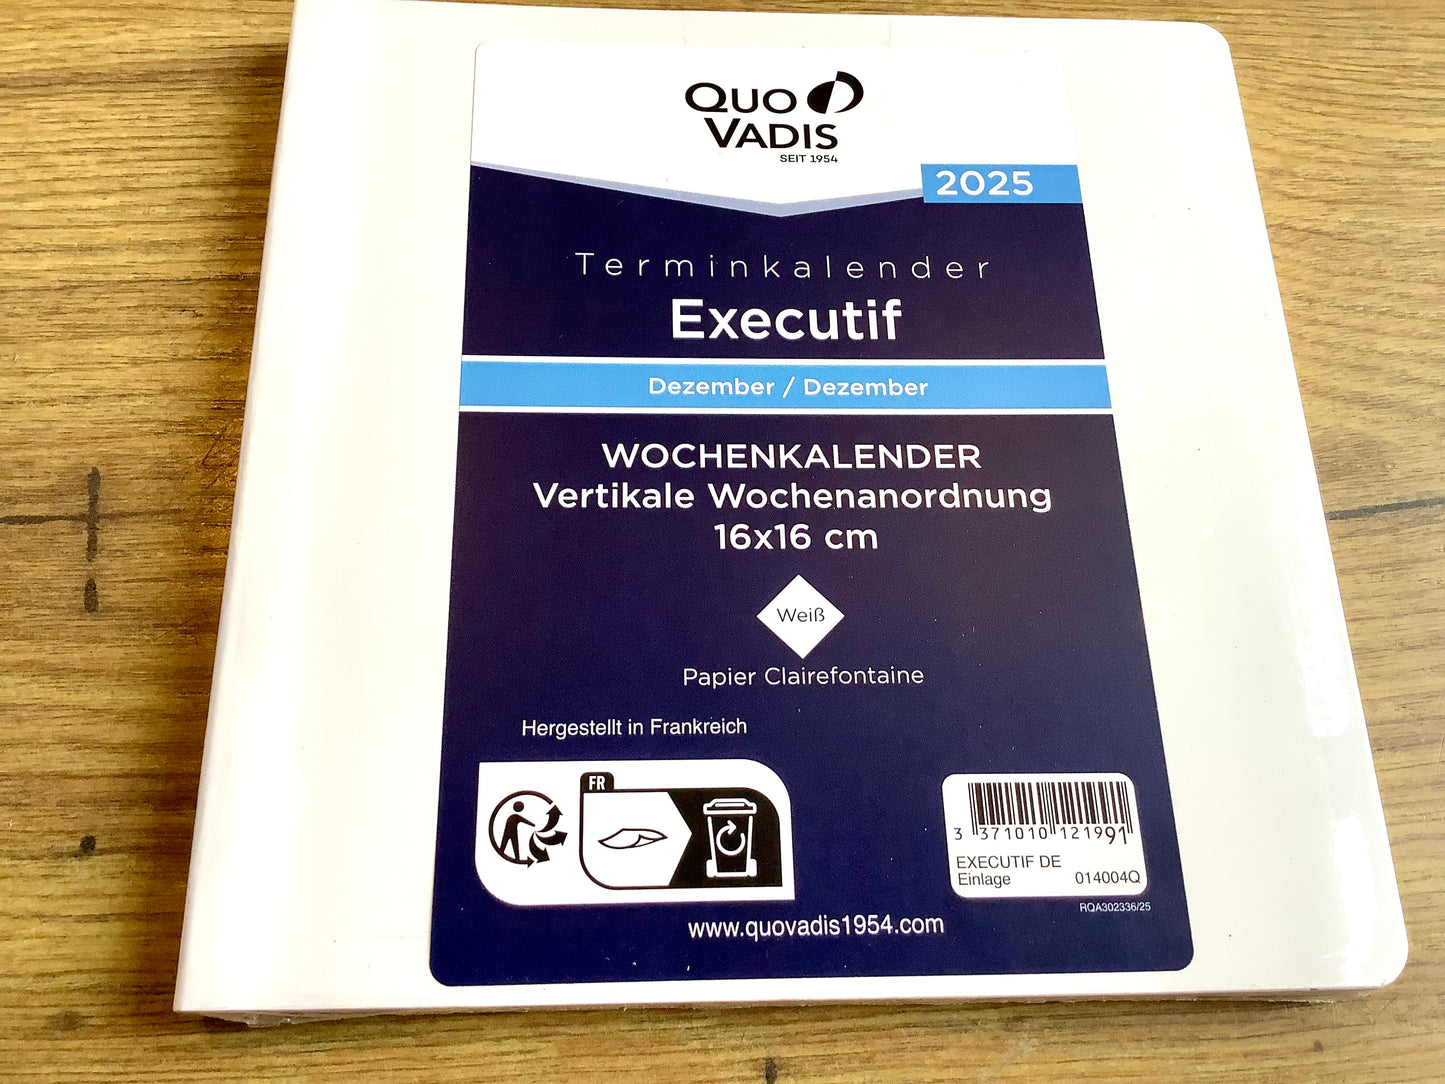 QUO
VADIS
SEIT 1954
2025
Terminkalender
Executif
Dezember / Dezember
WOCHENKALENDER
Vertikale Wochenanordnung
16x16 cm
Weiß
Papier Clairefontaine
Hergestellt in Frankreich
FR
3 371010 121991
EXECUTIF DE
Einlage 014004Q
RQA302336/25
www.quovadis1954.com